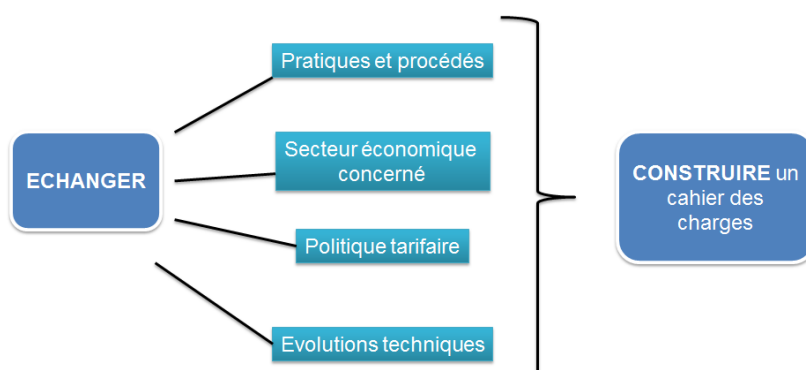 Pratiques et procédés
ECHANGER
Secteur économique
concerné
Politique tarifaire
Evolutions techniques
CONSTRUIRE un
cahier des
charges